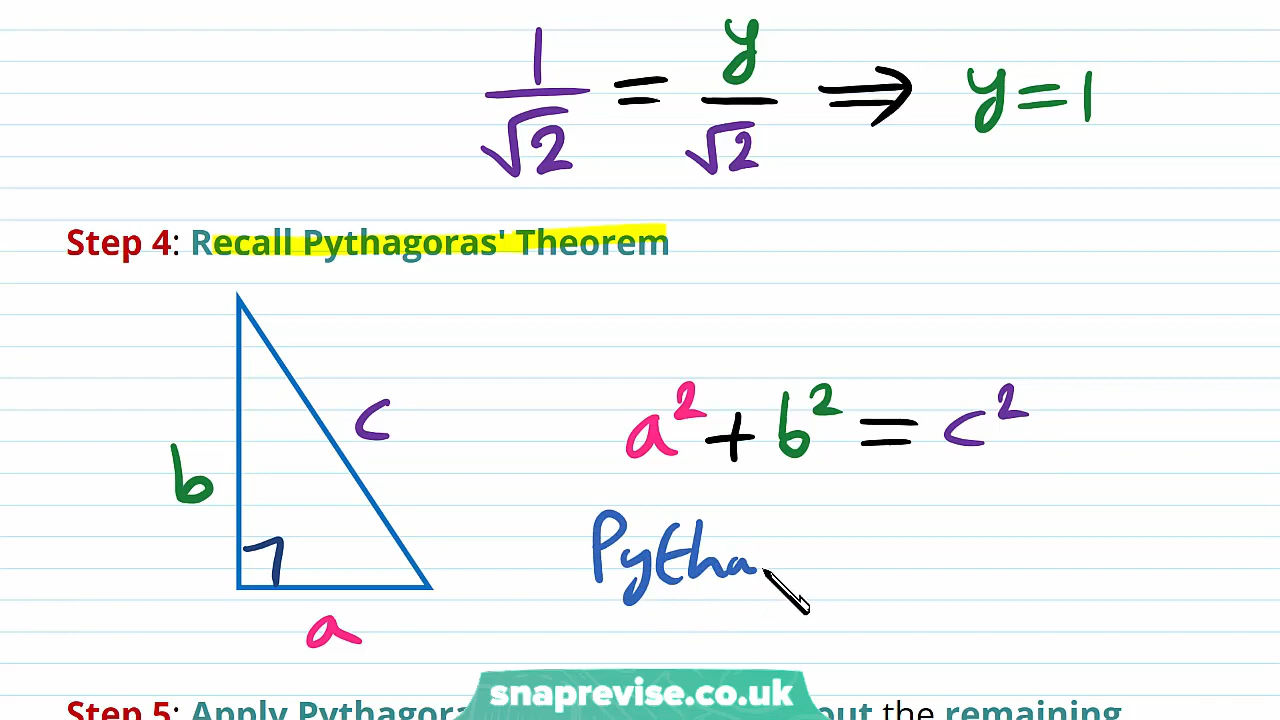 1/√2 = y/√2 ⟹ y=1
Step 4: Recall Pythagoras' Theorem
c
a² + b² = c²
b
Pytha
a
snaprevise.co.uk
Step 5: Apply Pythagora out the remaining